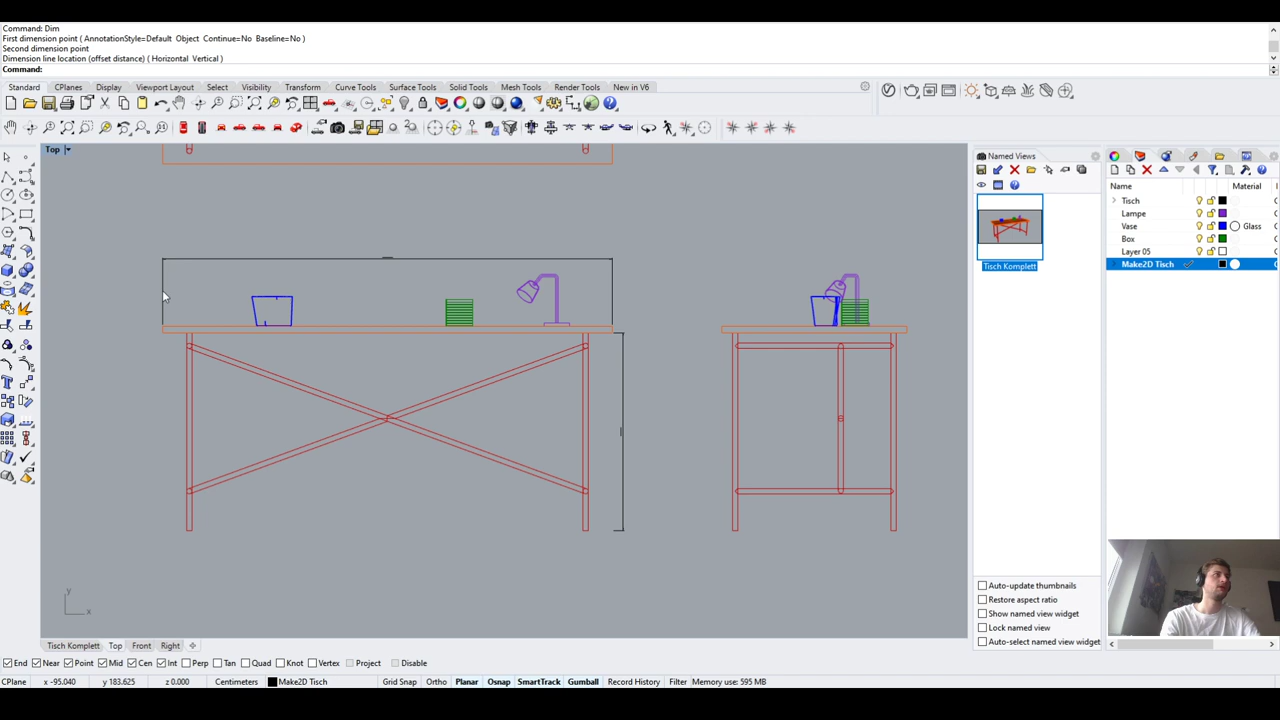 Command: Dim
First dimension point ( AnnotationStyle=Default Object Continue=No Baseline=No )
Second dimension point
Dimension line location (offset distance) ( Horizontal Vertical )
Command:
Standard CPlanes Display Viewport Layout Select Visibility Transform Curve Tools Surface Tools Solid Tools Mesh Tools Render Tools New in V6
Top
Named Views
Tisch Komplett
Name Material
Tisch
Lampe
Vase Glass
Box
Layer 05
Make2D Tisch
Auto-update thumbnails
Restore aspect ratio
Show named view widget
Lock named view
Auto-select named view widget
y
x
Tisch Komplett Top Front Right
End Near Point Mid Cen Int Perp Tan Quad Knot Vertex Project Disable
CPlane x -95.040 y 183.625 z 0.000 Centimeters Make2D Tisch Grid Snap Ortho Planar Osnap SmartTrack Gumball Record History Filter Memory use: 595 MB